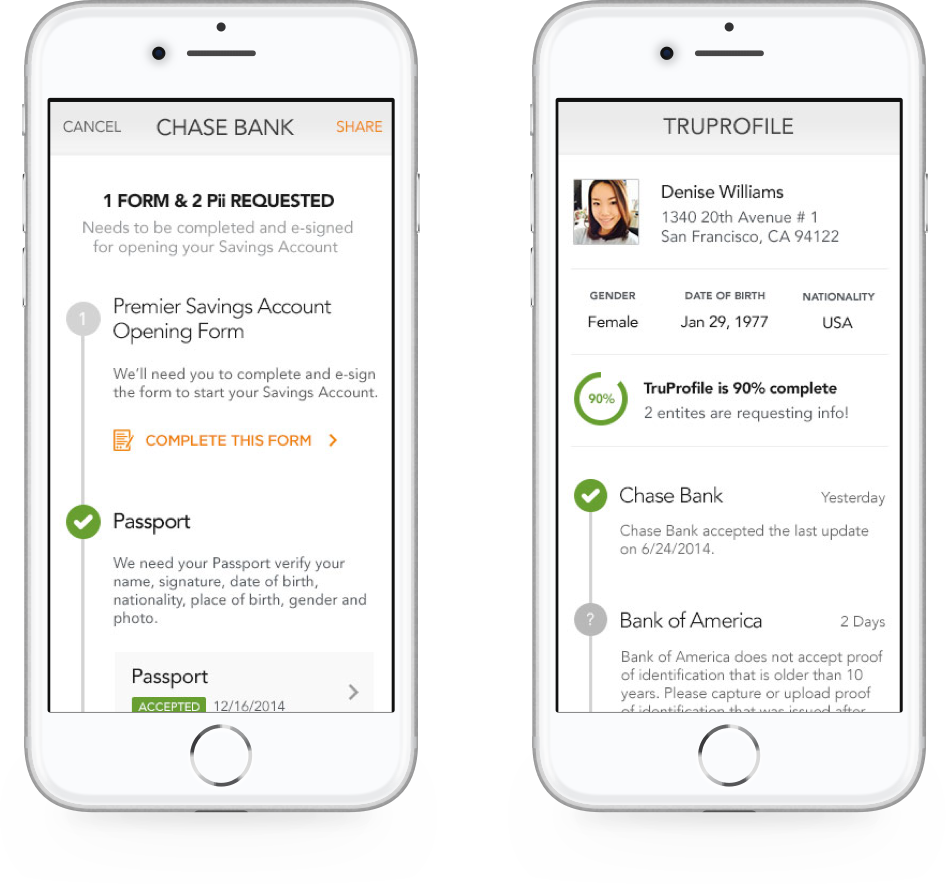 CANCEL CHASE BANK SHARE
1 FORM & 2 Pii REQUESTED
Needs to be completed and e-signed
for opening your Savings Account
1
Premier Savings Account
Opening Form
We'll need you to complete and e-sign
the form to start your Savings Account.
COMPLETE THIS FORM >
Passport
We need your Passport verify your
name, signature, date of birth,
nationality, place of birth, gender and
photo.
Passport
ACCEPTED 12/16/2014
TRUPROFILE
Denise Williams
1340 20th Avenue # 1
San Francisco, CA 94122
GENDER DATE OF BIRTH NATIONALITY
Female Jan 29, 1977 USA
90%
TruProfile is 90% complete
2 entites are requesting info!
Chase Bank Yesterday
Chase Bank accepted the last update
on 6/24/2014.
? Bank of America 2 Days
Bank of America does not accept proof
of identification that is older than 10
years. Please capture or upload proof
of identification that was issued after